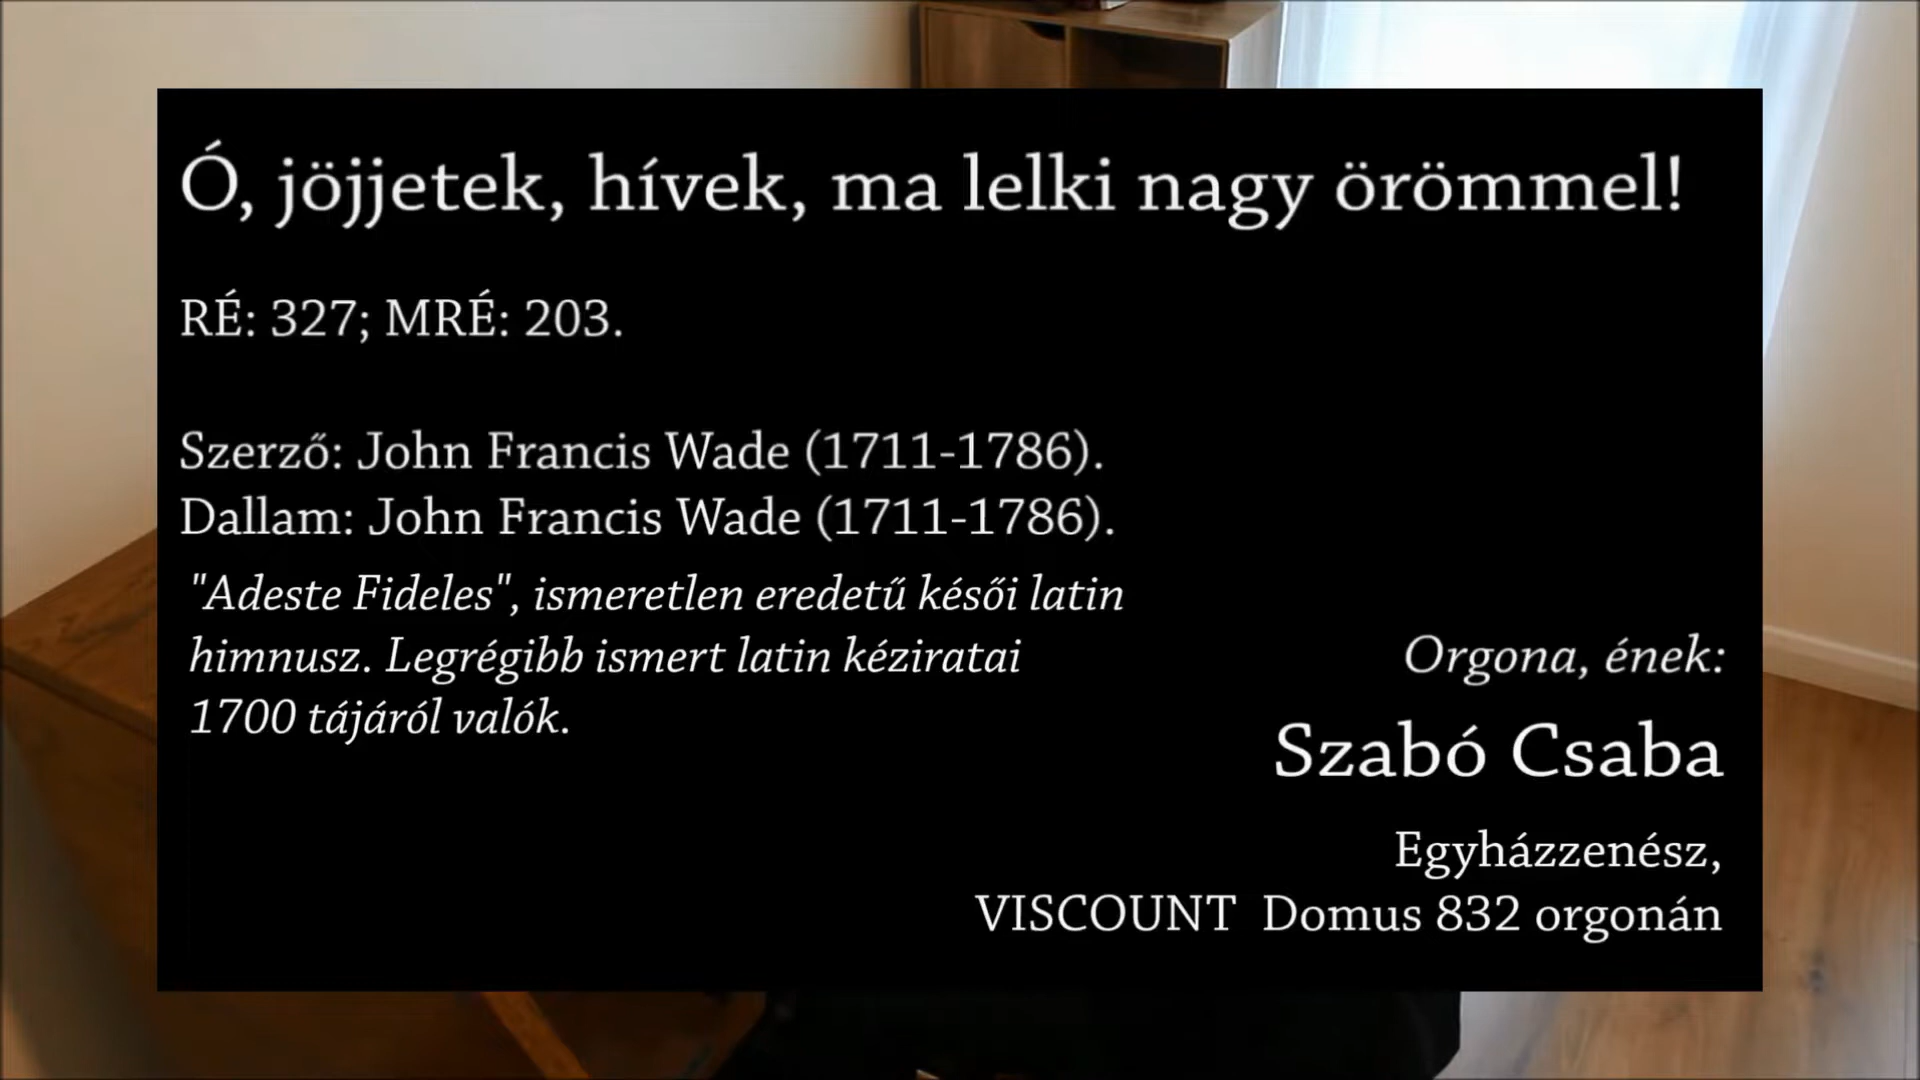 Ó, jöjjetek, hívek, ma lelki nagy örömmel!
RÉ: 327; MRÉ: 203.
Szerző: John Francis Wade (1711-1786).
Dallam: John Francis Wade (1711-1786).
"Adeste Fideles", ismeretlen eredetű késői latin
himnusz. Legrégibb ismert latin kéziratai
1700 tájáról valók.
Orgona, ének:
Szabó Csaba
Egyházzenész,
VISCOUNT Domus 832 orgonán